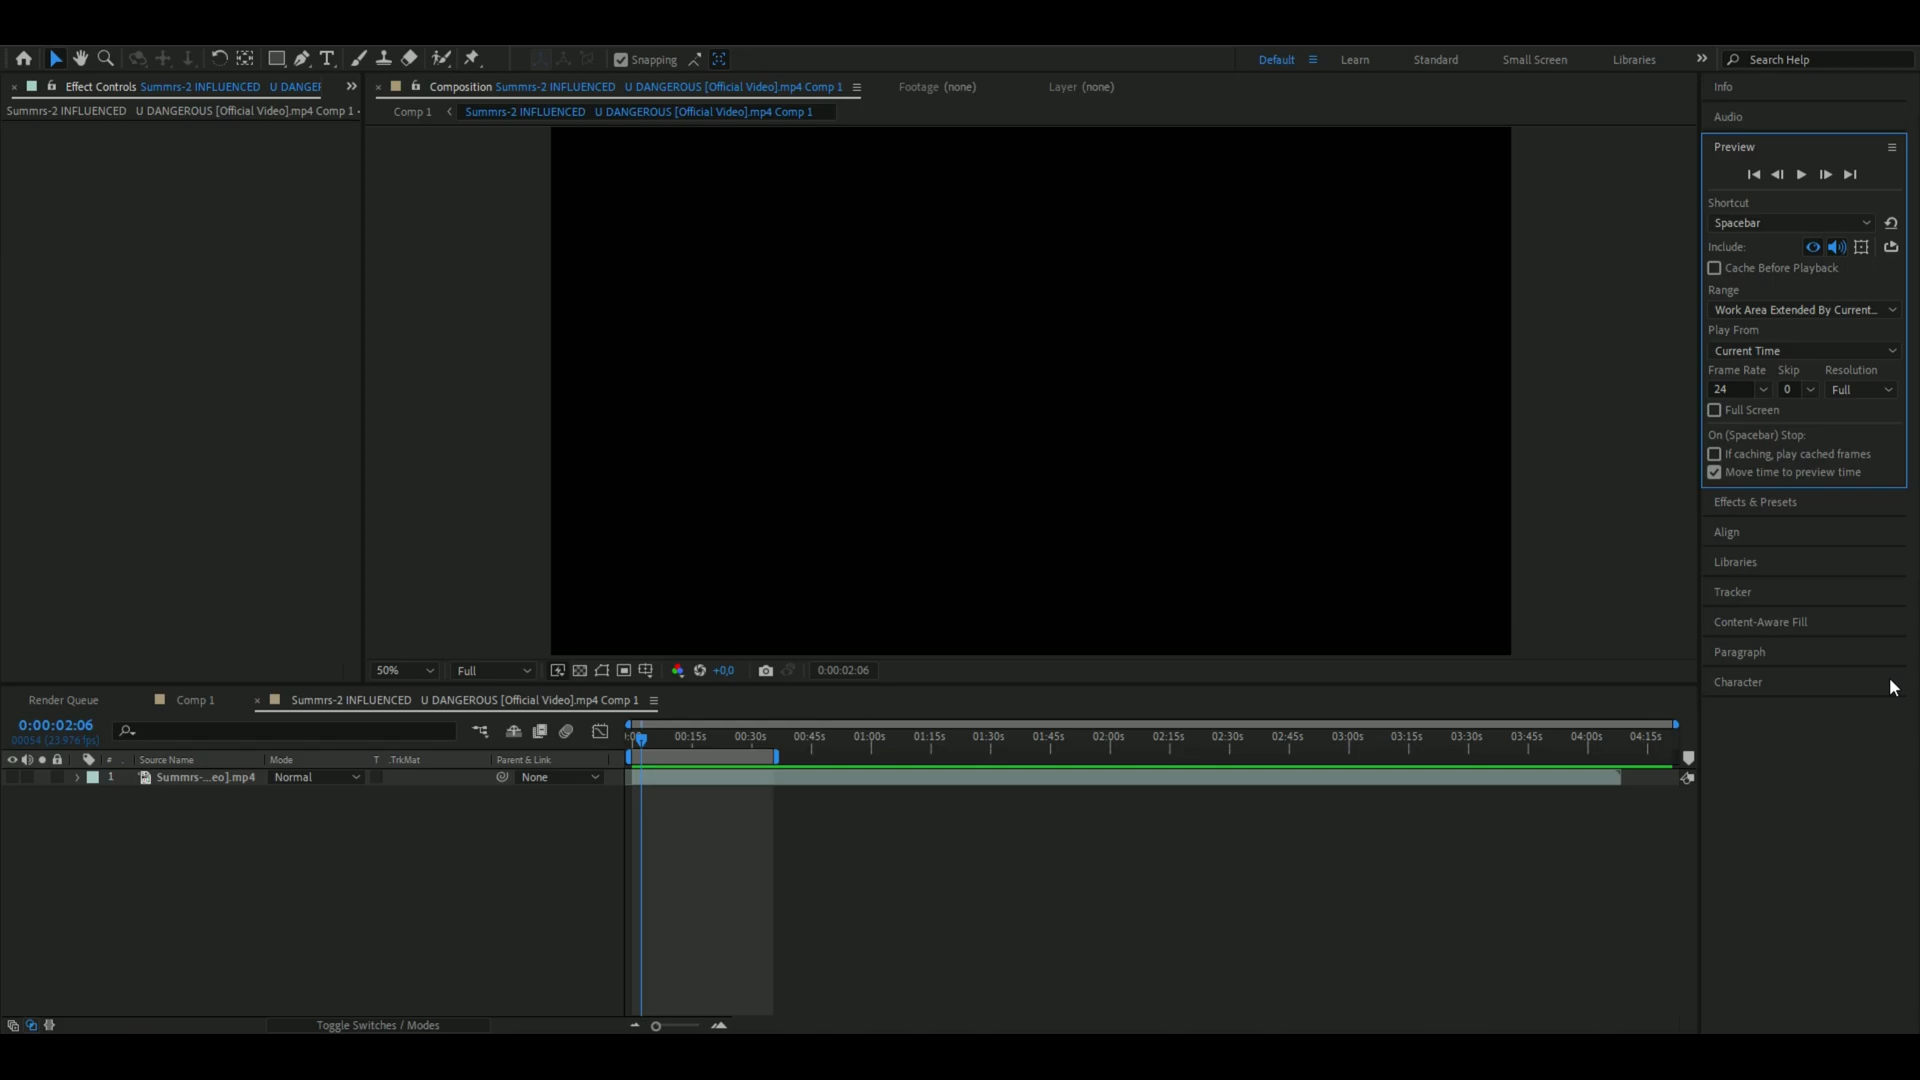 Snapping
Default
Learn
Standard
Small Screen
Libraries
Search Help
Effect Controls Summrs-2 INFLUENCED U DANGEF
Composition Summrs-2 INFLUENCED U DANGEROUS [Official Video].mp4 Comp 1
Footage (none)
Layer (none)
Info
Summrs-2 INFLUENCED U DANGEROUS [Official Video].mp4 Comp 1 •
Comp 1
Summrs-2 INFLUENCED U DANGEROUS [Official Video].mp4 Comp 1
Audio
Preview
Shortcut
Spacebar
Include:
Cache Before Playback
Range
Work Area Extended By Current...
Play From
Current Time
Frame Rate Skip Resolution
24 0 Full
Full Screen
On (Spacebar) Stop:
If caching, play cached frames
Move time to preview time
Effects & Presets
Align
Libraries
Tracker
Content-Aware Fill
Paragraph
Character
50%
Full
+0,0
0:00:02:06
Render Queue
Comp 1
Summrs-2 INFLUENCED U DANGEROUS [Official Video].mp4 Comp 1
0:00:02:06
00054 (23.976 fps)
00:15s 00:30s 00:45s 01:00s 01:15s 01:30s 01:45s 02:00s 02:15s 02:30s 02:45s 03:00s 03:15s 03:30s 03:45s 04:00s 04:15s
# Source Name Mode T .TrkMat Parent & Link
1 Summrs-...eo].mp4 Normal None
Toggle Switches / Modes